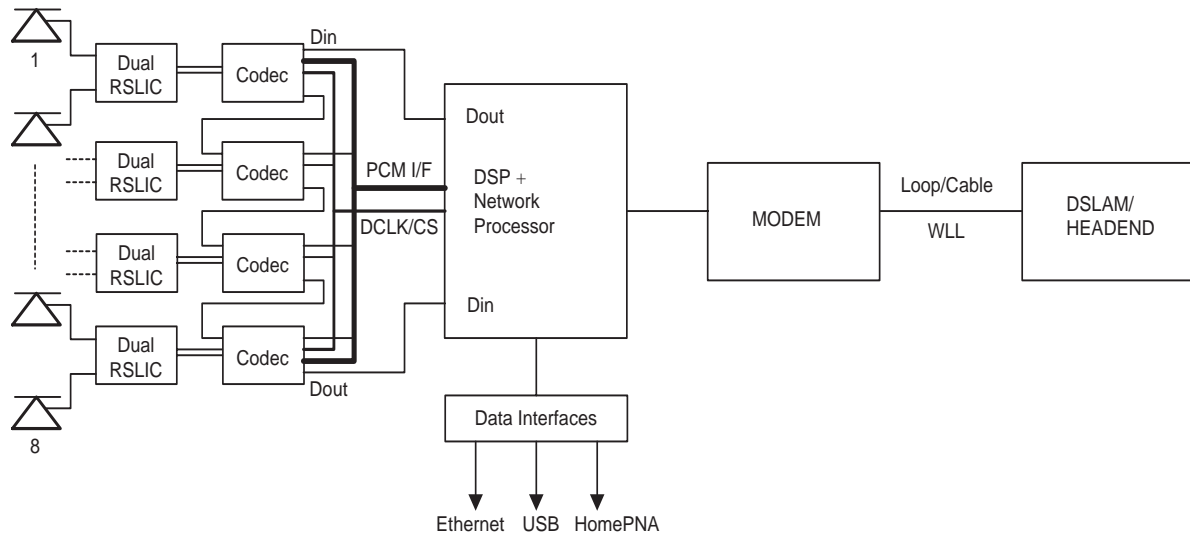 Din
1
Dual
RSLIC
Codec
Dout
Dual
RSLIC
Codec
PCM I/F
DSP +
Network
Processor
MODEM
Loop/Cable
WLL
DSLAM/
HEADEND
DCLK/CS
Dual
RSLIC
Codec
Din
Dual
RSLIC
Codec
Dout
8
Data Interfaces
Ethernet
USB
HomePNA